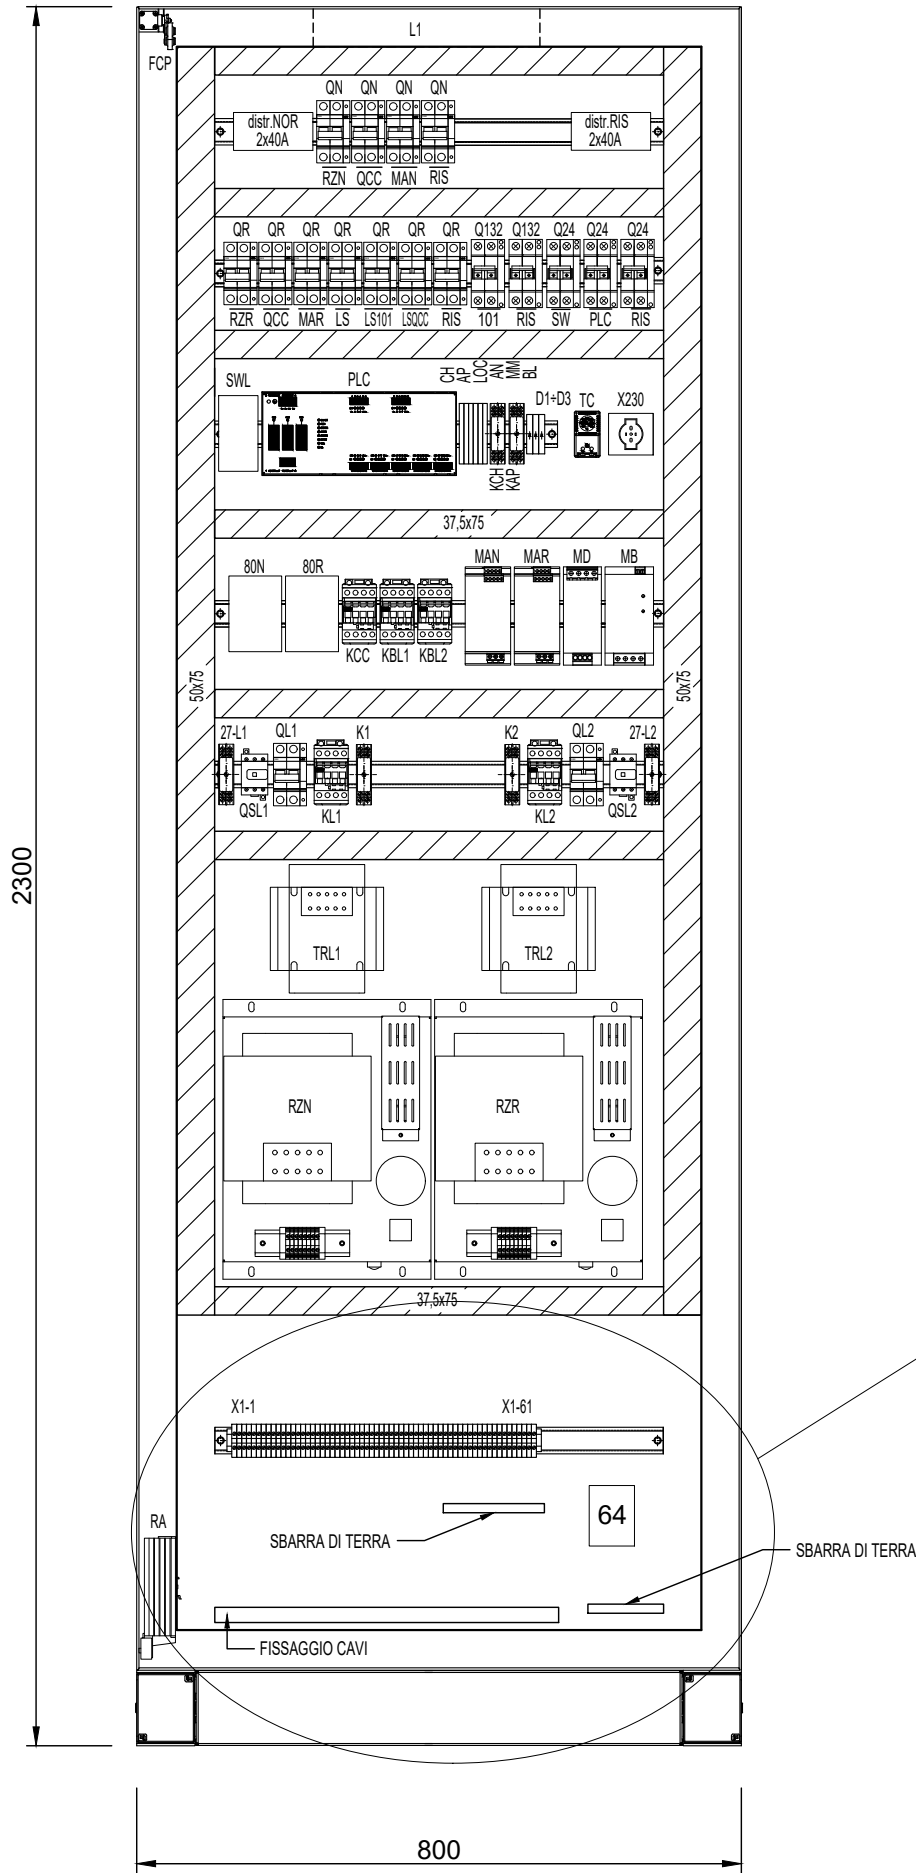 L1
FCP
QN QN QN QN
distr.NOR
2x40A
distr.RIS
2x40A
RZN QCC MAN RIS
QR QR QR QR QR QR QR Q132 Q132 Q24 Q24 Q24
RZR QCC MAR LS LS101 LSQCC RIS 101 RIS SW PLC RIS
CH AP LOC AN MM BL
SWL PLC D1÷D3 TC X230
KCH KAP
37,5x75
80N 80R MAN MAR MD MB
KCC KBL1 KBL2
50x75
50x75
27-L1 QL1 K1 K2 QL2 27-L2
QSL1 KL1 KL2 QSL2
2300
TRL1 TRL2
RZN RZR
37,5x75
X1-1 X1-61
RA
64
SBARRA DI TERRA
SBARRA DI TERRA
FISSAGGIO CAVI
800